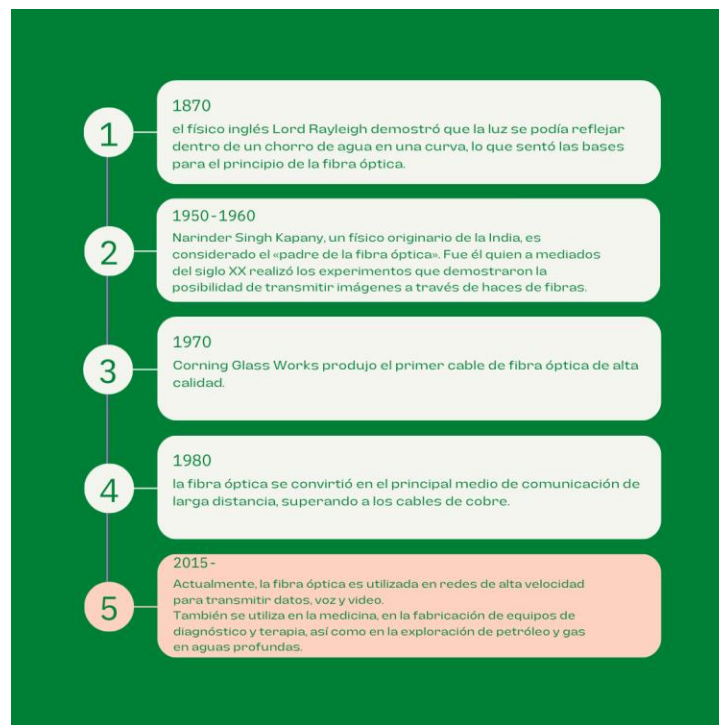 1
1870
el físico inglés Lord Rayleigh demostró que la luz se podía reflejar
dentro de un chorro de agua en una curva, lo que sentó las bases
para el principio de la fibra óptica.
2
1950-1960
Narinder Singh Kapany, un físico originario de la India, es
considerado el «padre de la fibra óptica». Fue él quien a mediados
del siglo XX realizó los experimentos que demostraron la
posibilidad de transmitir imágenes a través de haces de fibras.
3
1970
Corning Glass Works produjo el primer cable de fibra óptica de alta
calidad.
4
1980
la fibra óptica se convirtió en el principal medio de comunicación de
larga distancia, superando a los cables de cobre.
5
2015-
Actualmente, la fibra óptica es utilizada en redes de alta velocidad
para transmitir datos, voz y video.
También se utiliza en la medicina, en la fabricación de equipos de
diagnóstico y terapia, así como en la exploración de petróleo y gas
en aguas profundas.